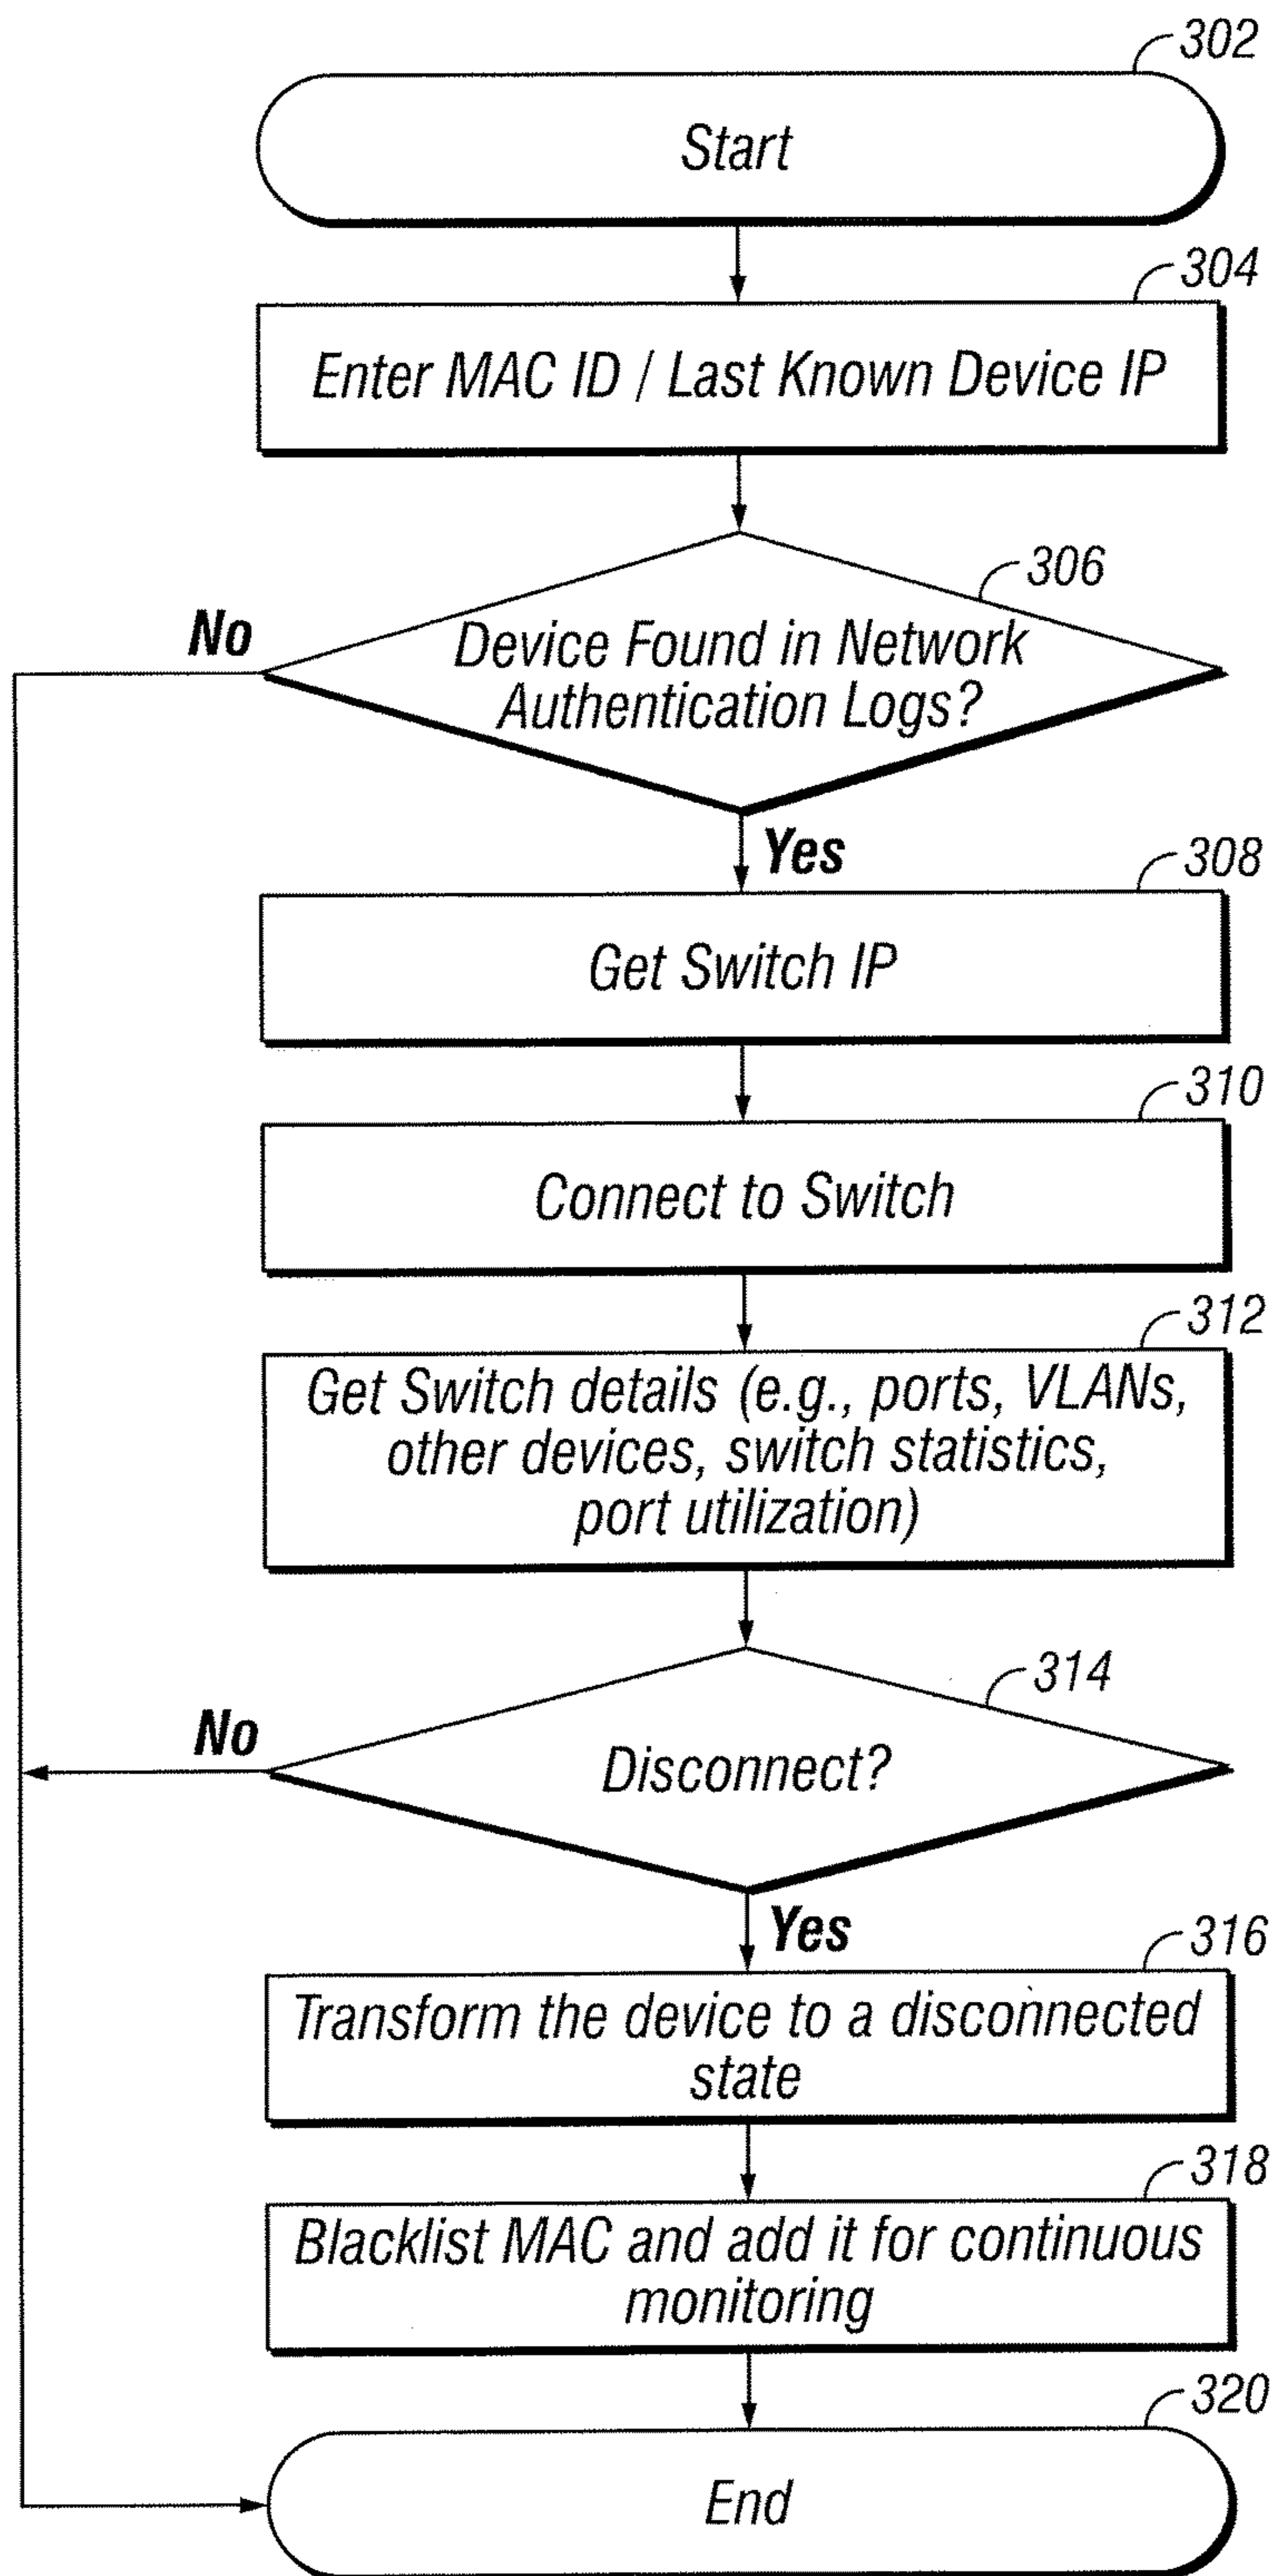 302
Start
304
Enter MAC ID / Last Known Device IP
306
No
Device Found in Network
Authentication Logs?
Yes
308
Get Switch IP
310
Connect to Switch
312
Get Switch details (e.g., ports, VLANs,
other devices, switch statistics,
port utilization)
314
No
Disconnect?
Yes
316
Transform the device to a disconnected
state
318
Blacklist MAC and add it for continuous
monitoring
320
End